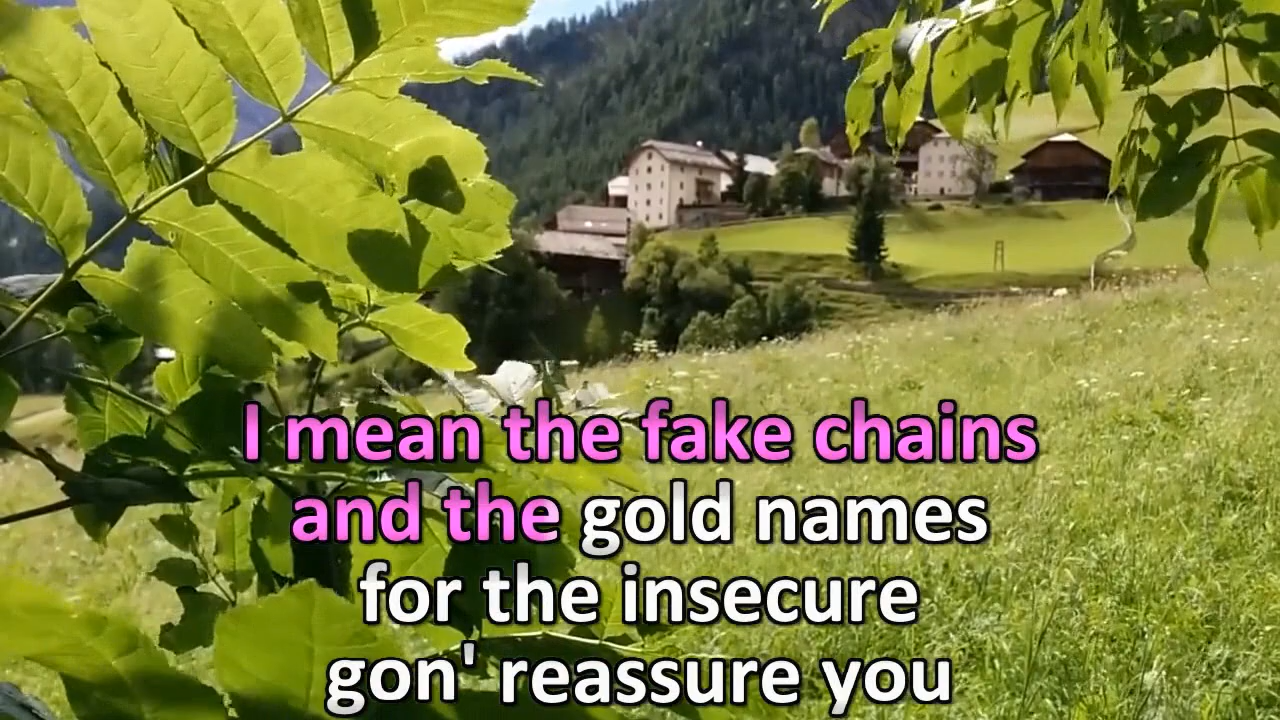 I mean the fake chains
and the gold names
for the insecure
gon' reassure you